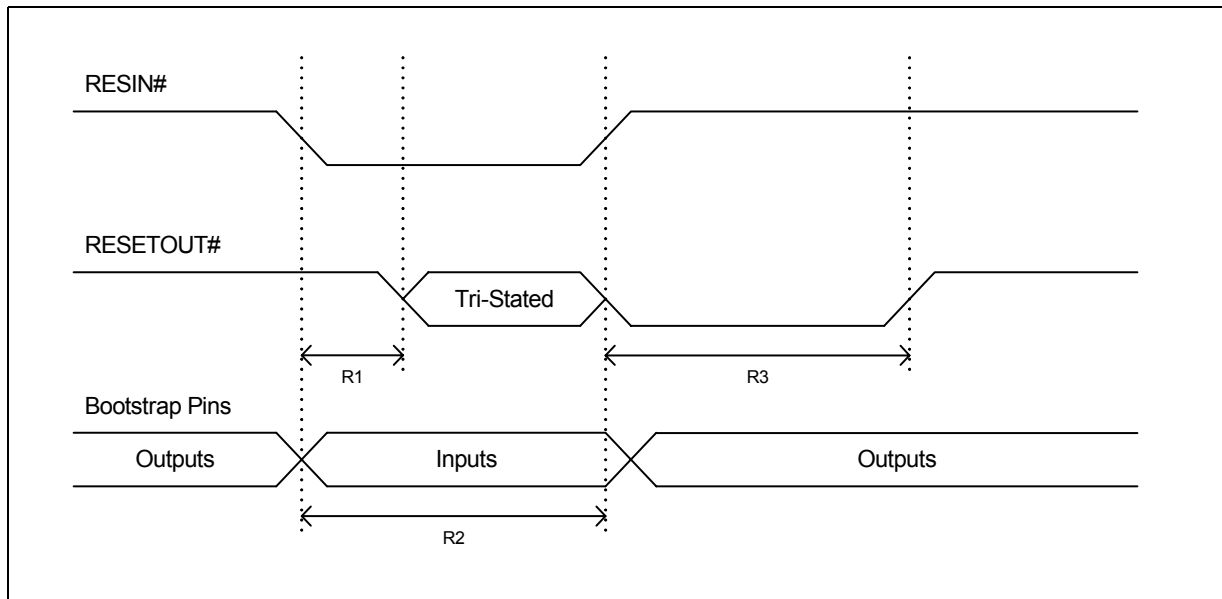 RESIN#
RESETOUT#
Tri-Stated
R1
R3
Bootstrap Pins
Outputs
Inputs
Outputs
R2